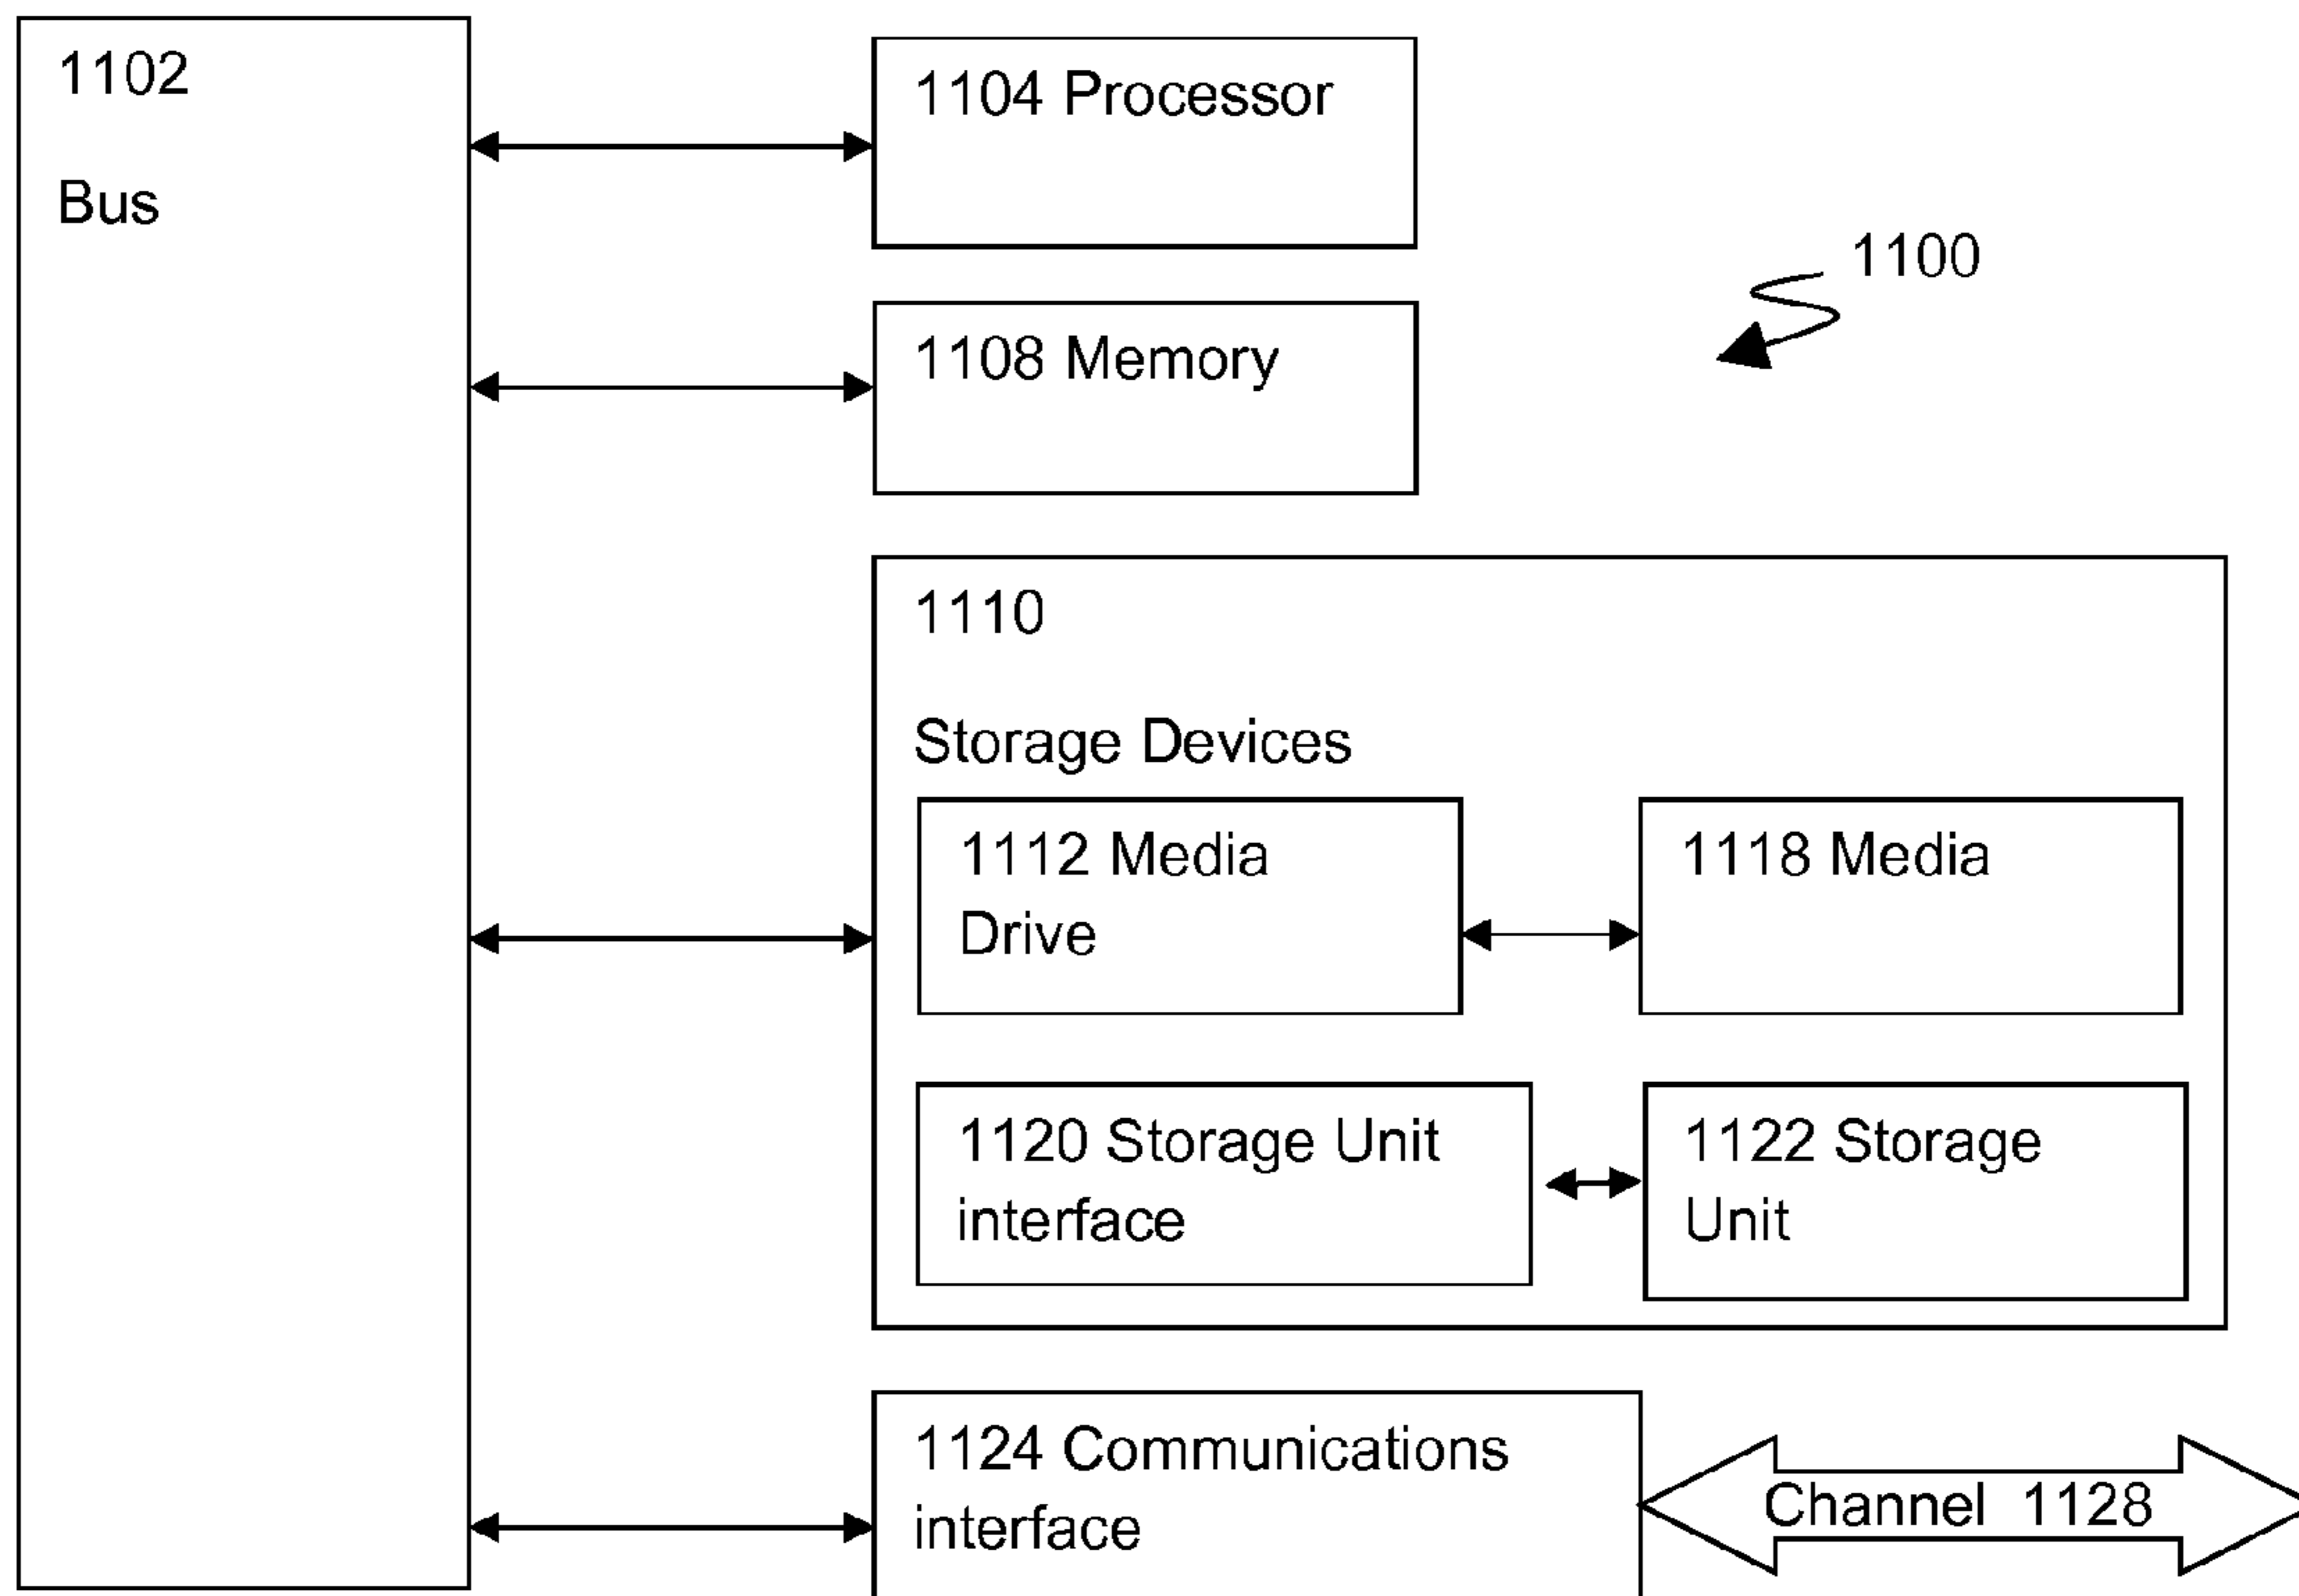 1102
Bus
1104 Processor
1100
1108 Memory
1110
Storage Devices
1112 Media
Drive
1118 Media
1120 Storage Unit
interface
1122 Storage
Unit
1124 Communications
interface
Channel 1128